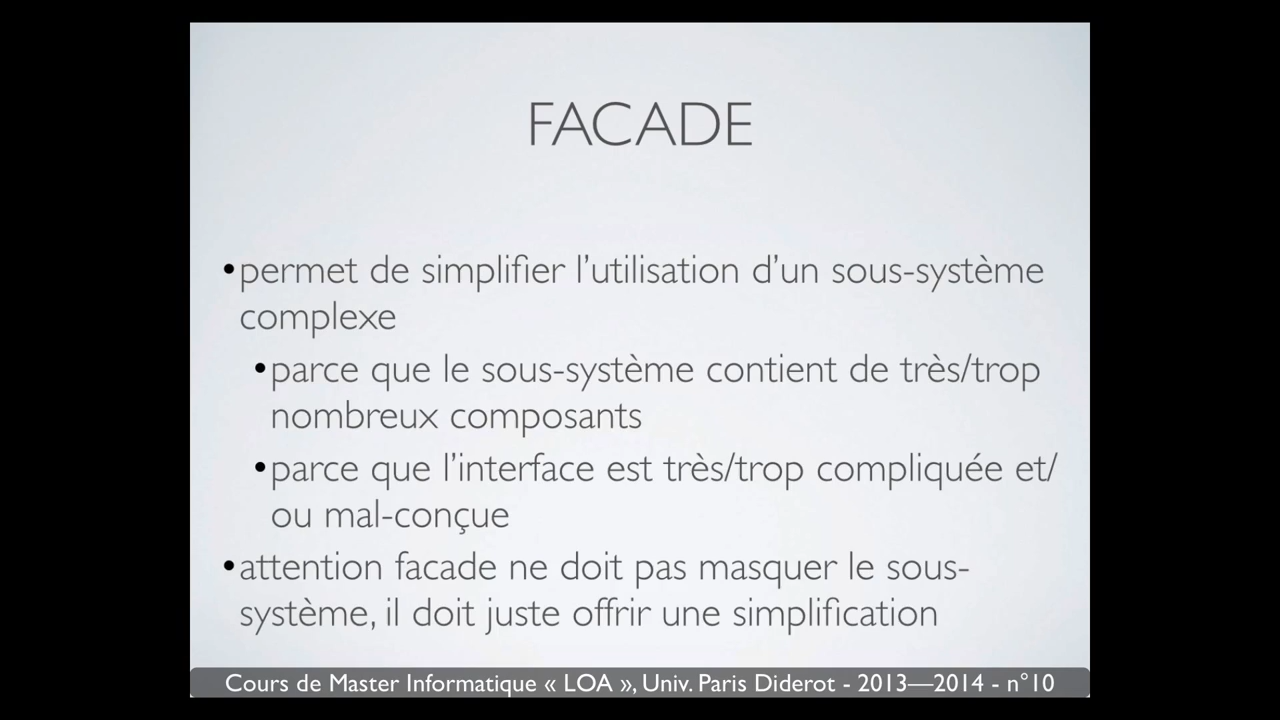 FACADE
•permet de simplifier l’utilisation d’un sous-système
complexe
•parce que le sous-système contient de très/trop
nombreux composants
•parce que l’interface est très/trop compliquée et/
ou mal-conçue
•attention facade ne doit pas masquer le sous-
système, il doit juste offrir une simplification
Cours de Master Informatique « LOA », Univ. Paris Diderot - 2013—2014 - n°10